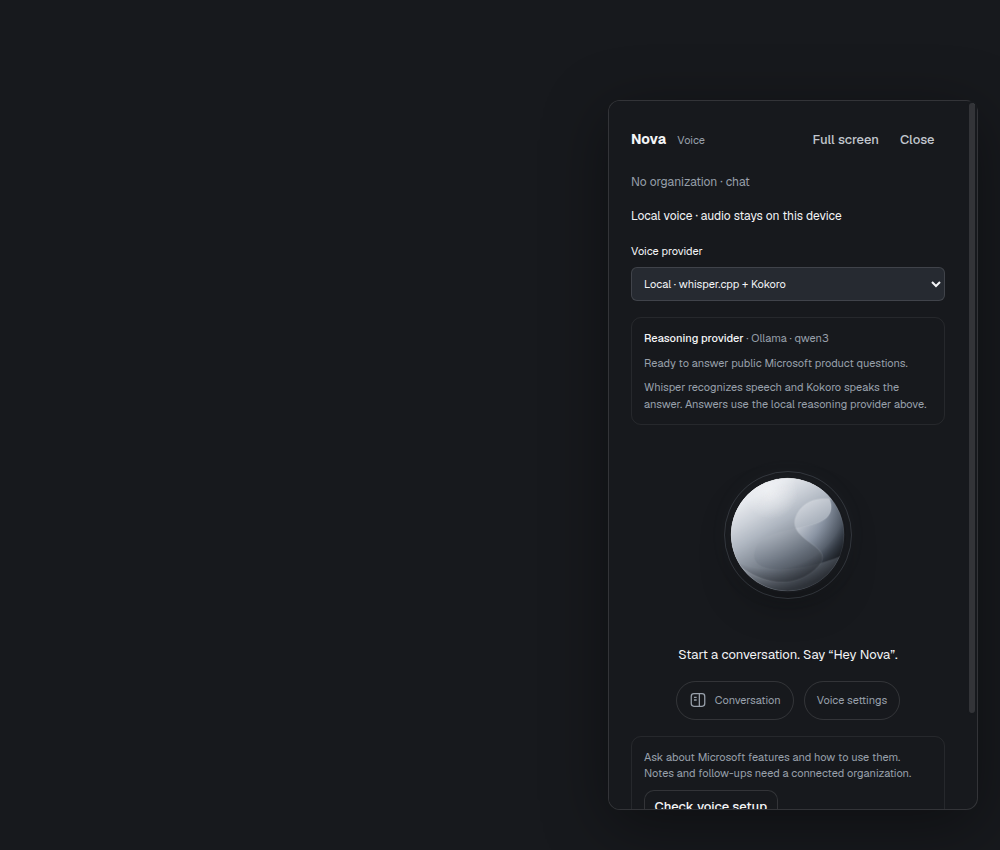 Nova Voice Full screen Close
No organization · chat
Local voice · audio stays on this device
Voice provider
Local · whisper.cpp + Kokoro
Reasoning provider · Ollama · qwen3
Ready to answer public Microsoft product questions.
Whisper recognizes speech and Kokoro speaks the
answer. Answers use the local reasoning provider above.
Start a conversation. Say “Hey Nova”.
Conversation Voice settings
Ask about Microsoft features and how to use them.
Notes and follow-ups need a connected organization.
Check voice setup